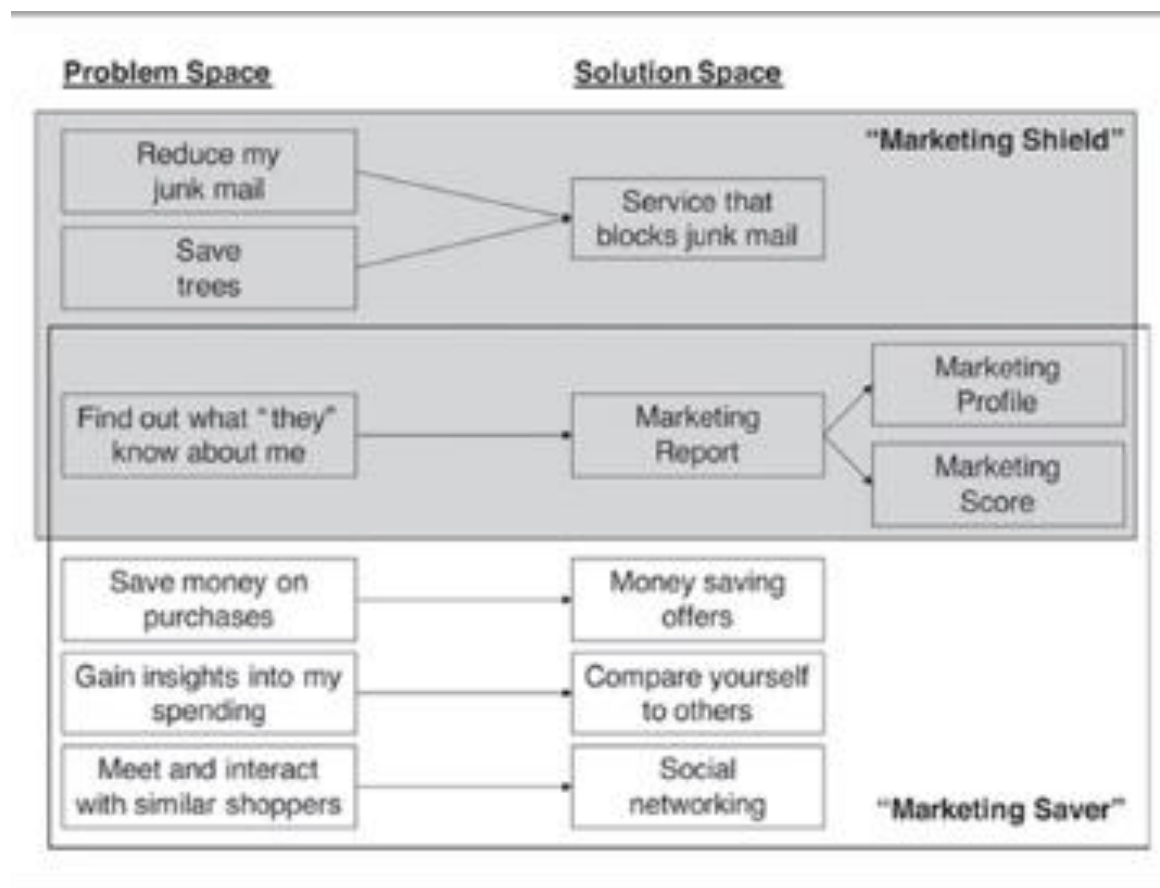 Problem Space
Solution Space
"Marketing Shield"
Reduce my
junk mail
Service that
blocks junk mail
Save
trees
Find out what "they"
know about me
Marketing
Report
Marketing
Profile
Marketing
Score
Save money on
purchases
Money saving
offers
Gain insights into my
spending
Compare yourself
to others
Meet and interact
with similar shoppers
Social
networking
"Marketing Saver"